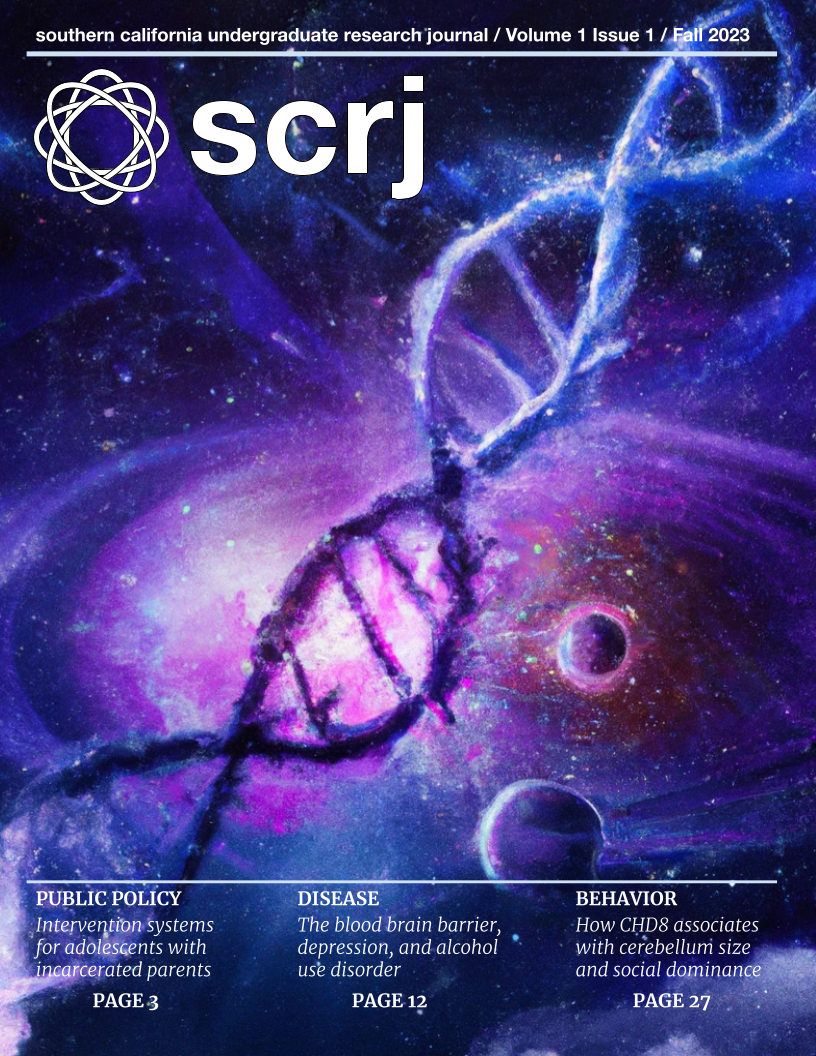 southern california undergraduate research journal / Volume 1 Issue 1 / Fall 2023
scrj
PUBLIC POLICY
Intervention systems
for adolescents with
incarcerated parents
PAGE 3
DISEASE
The blood brain barrier,
depression, and alcohol
use disorder
PAGE 12
BEHAVIOR
How CHD8 associates
with cerebellum size
and social dominance
PAGE 27